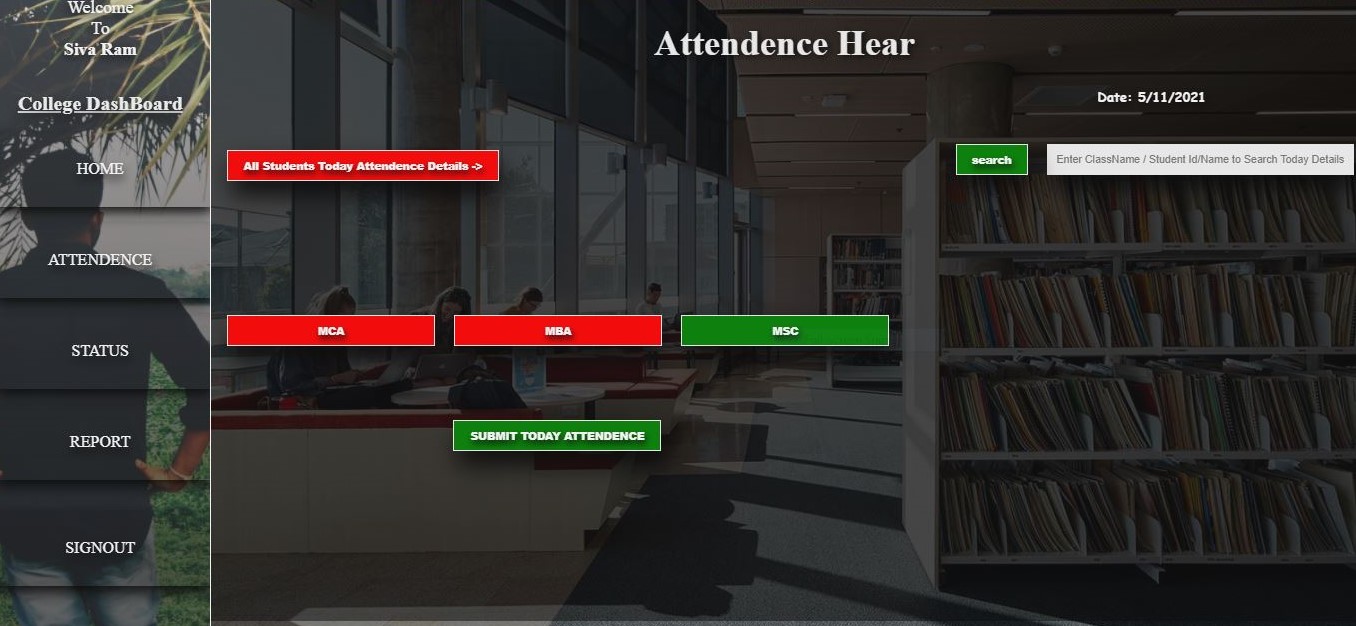 Welcome
To
Siva Ram
College DashBoard
HOME
ATTENDENCE
STATUS
REPORT
SIGNOUT
Attendence Hear
Date: 5/11/2021
All Students Today Attendence Details ->
search
Enter ClassName / Student Id/Name to Search Today Details
MCA
MBA
MSC
SUBMIT TODAY ATTENDENCE